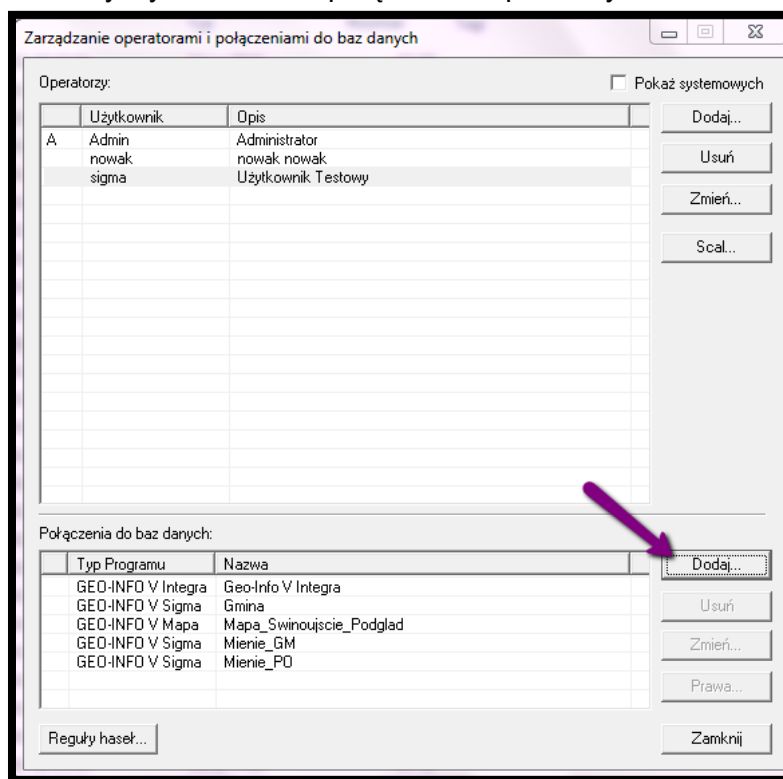 Zarządzanie operatorami i połączeniami do baz danych
Operatorzy:
Pokaż systemowych
Użytkownik Opis
A Admin Administrator
nowak nowak nowak
sigma Użytkownik Testowy
Dodaj...
Usuń
Zmień...
Scal...
Połączenia do baz danych:
Typ Programu Nazwa
GEO-INFO V Integra Geo-Info V Integra
GEO-INFO V Sigma Gmina
GEO-INFO V Mapa Mapa_Swinoujscie_Podglad
GEO-INFO V Sigma Mienie_GM
GEO-INFO V Sigma Mienie_PO
Dodaj...
Usuń
Zmień...
Prawa...
Reguły haseł...
Zamknij